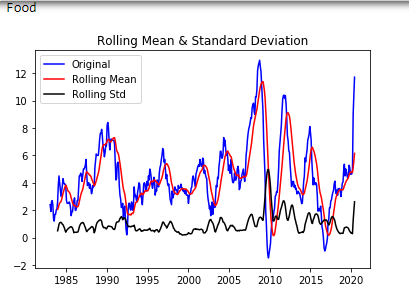 Food
Rolling Mean & Standard Deviation
Original
Rolling Mean
Rolling Std
12
10
8
6
4
2
0
−2
1985 1990 1995 2000 2005 2010 2015 2020